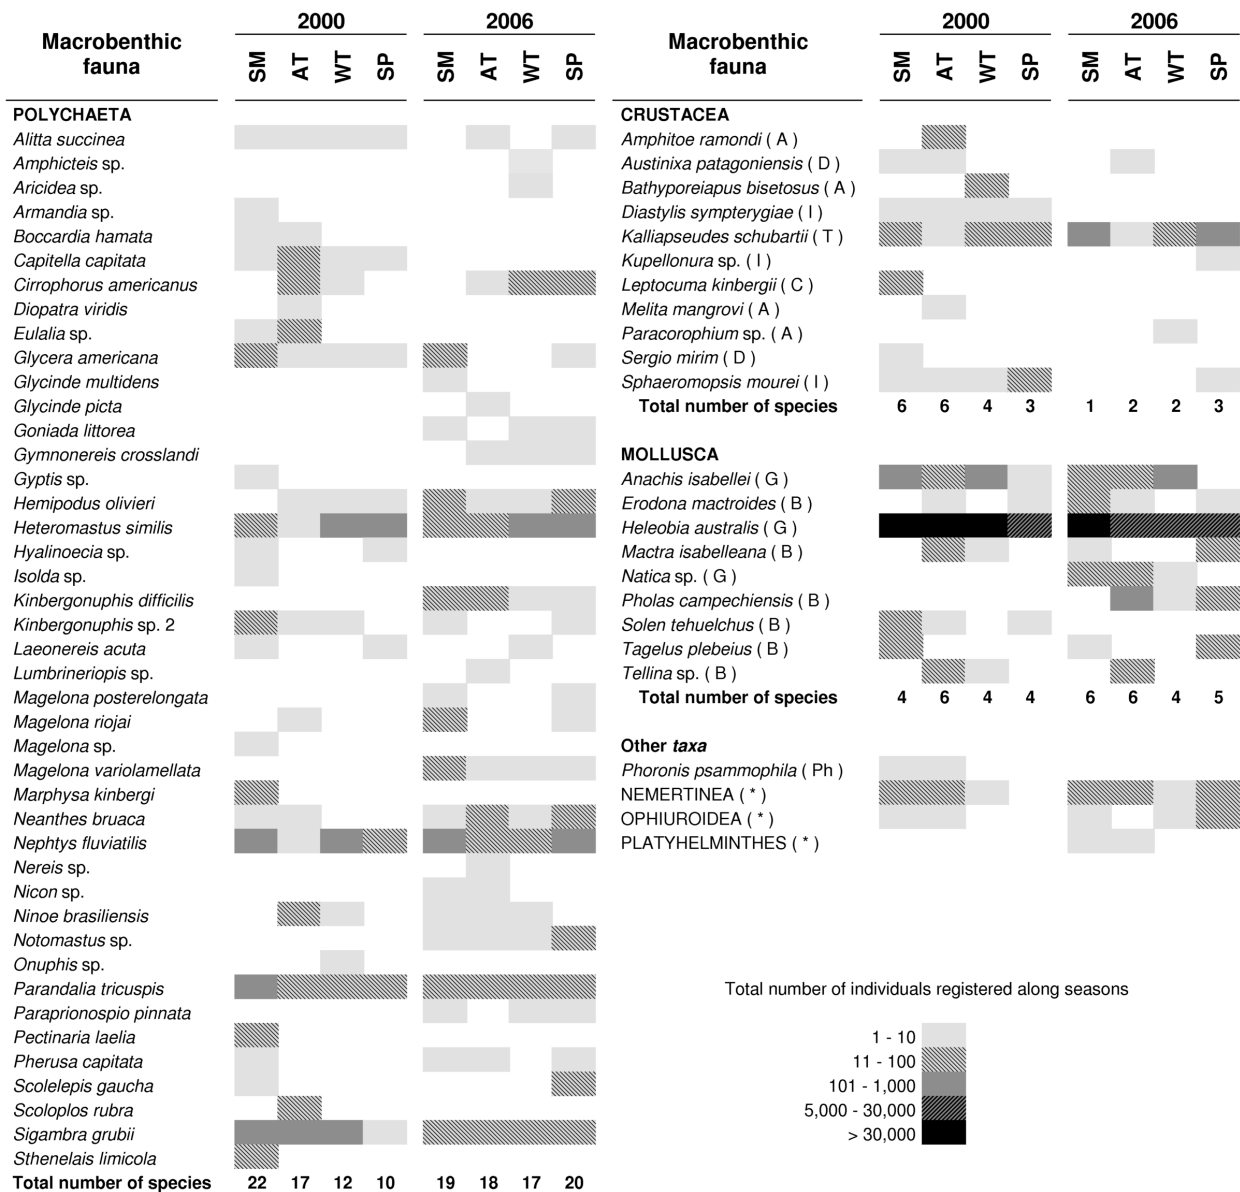 Macrobenthic
fauna
2000
2006
SM AT WT SP
SM AT WT SP
POLYCHAETA
Alitta succinea
Amphicteis sp.
Aricidea sp.
Armandia sp.
Boccardia hamata
Capitella capitata
Cirrophorus americanus
Diopatra viridis
Eulalia sp.
Glycera americana
Glycinde multidens
Glycinde picta
Goniada littorea
Gymnonereis crosslandi
Gyptis sp.
Hemipodus olivieri
Heteromastus similis
Hyalinoecia sp.
Isolda sp.
Kinbergonuphis difficilis
Kinbergonuphis sp. 2
Laeonereis acuta
Lumbrineriopis sp.
Magelona posterelongata
Magelona riojai
Magelona sp.
Magelona variolamellata
Marphysa kinbergi
Neanthes bruaca
Nephtys fluviatilis
Nereis sp.
Nicon sp.
Ninoe brasiliensis
Notomastus sp.
Onuphis sp.
Parandalia tricuspis
Paraprionospio pinnata
Pectinaria laelia
Pherusa capitata
Scolelepis gaucha
Scoloplos rubra
Sigambra grubii
Sthenelais limicola
Total number of species 22 17 12 10 19 18 17 20
Macrobenthic
fauna
2000
2006
SM AT WT SP
SM AT WT SP
CRUSTACEA
Amphitoe ramondi ( A )
Austinixa patagoniensis ( D )
Bathyporeiapus bisetosus ( A )
Diastylis sympterygiae ( I )
Kalliapseudes schubartii ( T )
Kupellonura sp. ( I )
Leptocuma kinbergii ( C )
Melita mangrovi ( A )
Paracorophium sp. ( A )
Sergio mirim ( D )
Sphaeromopsis mourei ( I )
Total number of species 6 6 4 3 1 2 2 3
MOLLUSCA
Anachis isabellei ( G )
Erodona mactroides ( B )
Heleobia australis ( G )
Mactra isabelleana ( B )
Natica sp. ( G )
Pholas campechiensis ( B )
Solen tehuelchus ( B )
Tagelus plebeius ( B )
Tellina sp. ( B )
Total number of species 4 6 4 4 6 6 4 5
Other taxa
Phoronis psammophila ( Ph )
NEMERTINEA ( * )
OPHIUROIDEA ( * )
PLATYHELMINTHES ( * )
Total number of individuals registered along seasons
1 - 10
11 - 100
101 - 1,000
5,000 - 30,000
> 30,000